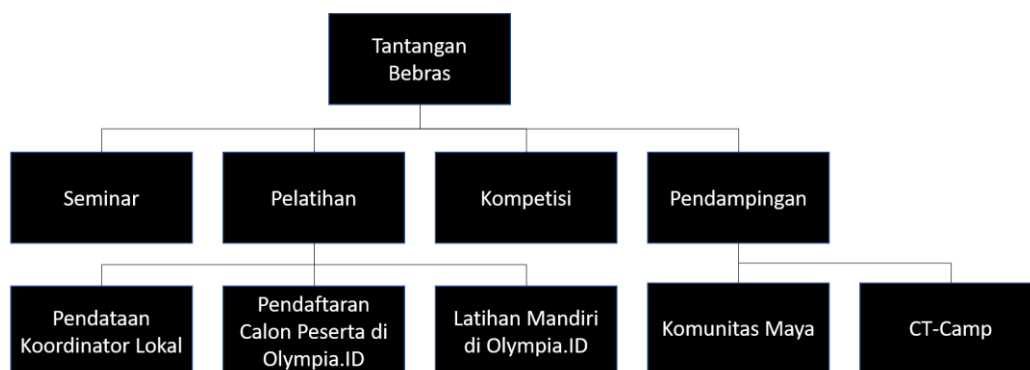 Tantangan
Bebras
Seminar
Pelatihan
Kompetisi
Pendampingan
Pendataan
Koordinator Lokal
Pendaftaran
Calon Peserta di
Olympia.ID
Latihan Mandiri
di Olympia.ID
Komunitas Maya
CT-Camp